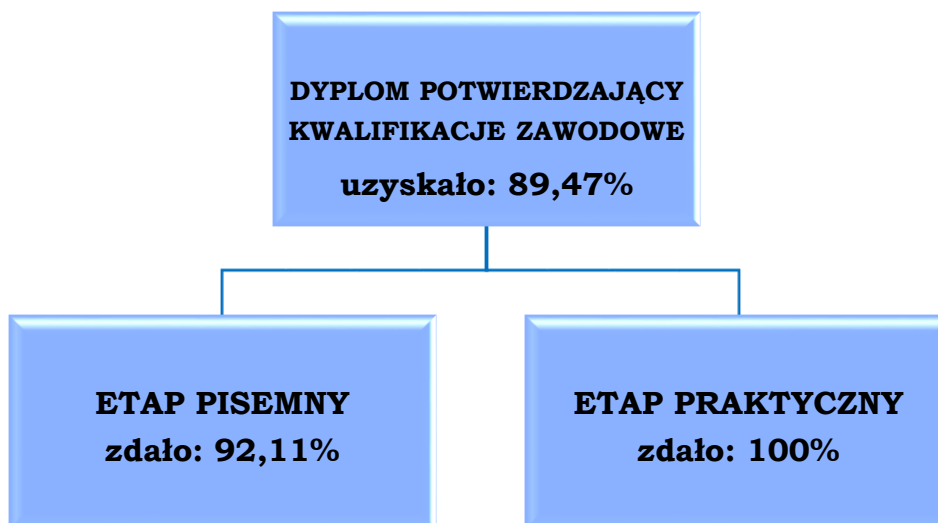 DYPLOM POTWIERDZAJĄCY
KWALIFIKACJE ZAWODOWE
uzyskało: 89,47%
ETAP PISEMNY
zdało: 92,11%
ETAP PRAKTYCZNY
zdało: 100%